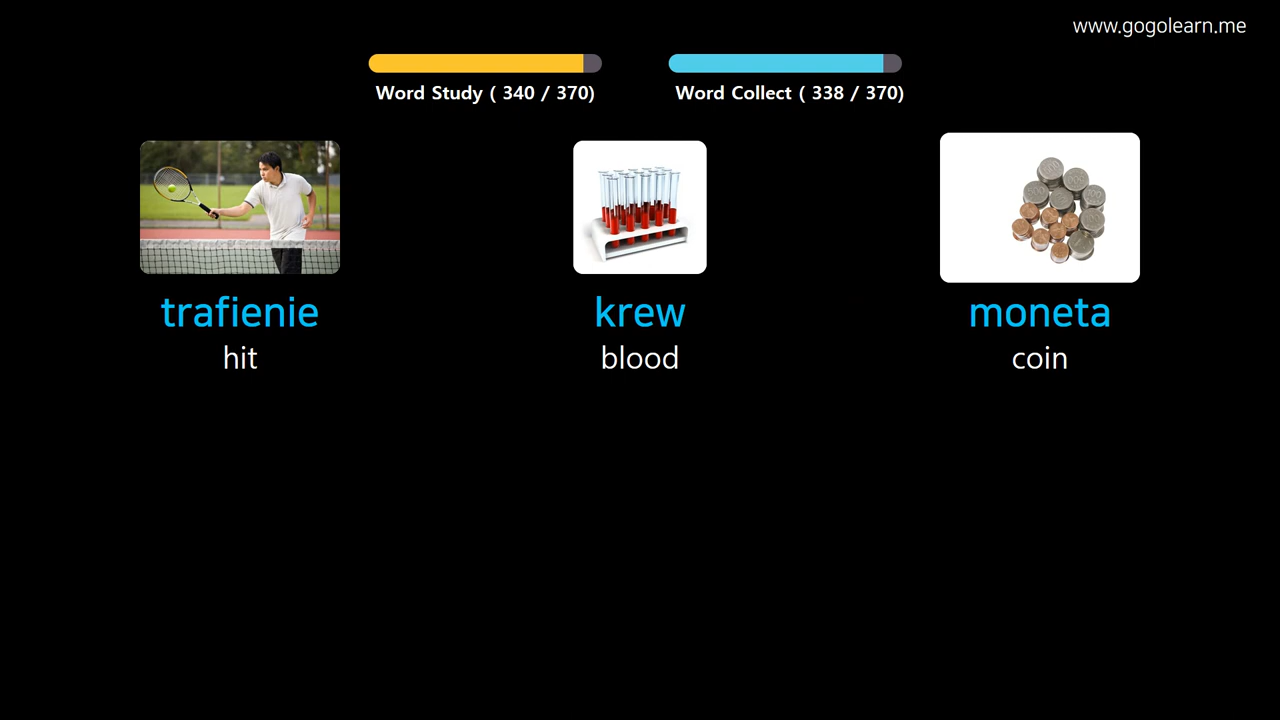 www.gogolearn.me
Word Study ( 340 / 370)
Word Collect ( 338 / 370)
trafienie
hit
krew
blood
moneta
coin